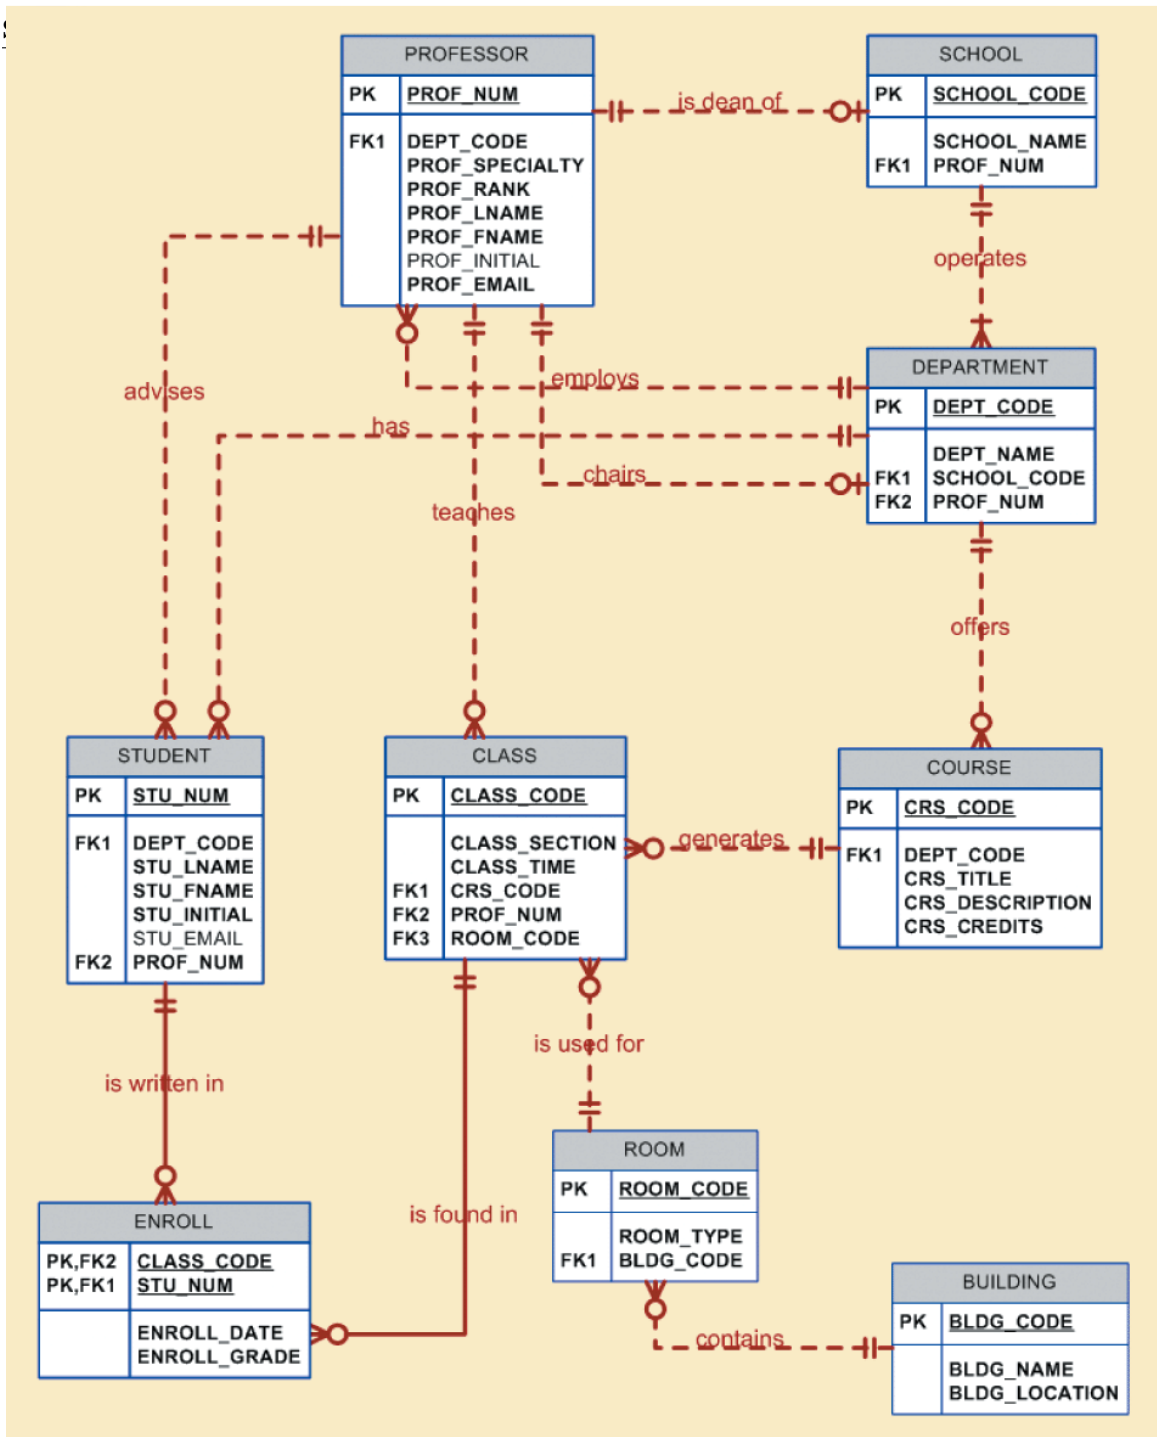 PROFESSOR
PK PROF_NUM
FK1 DEPT_CODE
PROF_SPECIALTY
PROF_RANK
PROF_LNAME
PROF_FNAME
PROF_INITIAL
PROF_EMAIL
is dean of
SCHOOL
PK SCHOOL_CODE
SCHOOL_NAME
FK1 PROF_NUM
operates
advises
employs
has
chairs
teaches
DEPARTMENT
PK DEPT_CODE
DEPT_NAME
FK1 SCHOOL_CODE
FK2 PROF_NUM
offers
STUDENT
PK STU_NUM
FK1 DEPT_CODE
STU_LNAME
STU_FNAME
STU_INITIAL
STU_EMAIL
FK2 PROF_NUM
CLASS
PK CLASS_CODE
CLASS_SECTION
CLASS_TIME
FK1 CRS_CODE
FK2 PROF_NUM
FK3 ROOM_CODE
generates
COURSE
PK CRS_CODE
FK1 DEPT_CODE
CRS_TITLE
CRS_DESCRIPTION
CRS_CREDITS
is written in
is used for
is found in
ENROLL
PK,FK2 CLASS_CODE
PK,FK1 STU_NUM
ENROLL_DATE
ENROLL_GRADE
ROOM
PK ROOM_CODE
ROOM_TYPE
FK1 BLDG_CODE
contains
BUILDING
PK BLDG_CODE
BLDG_NAME
BLDG_LOCATION